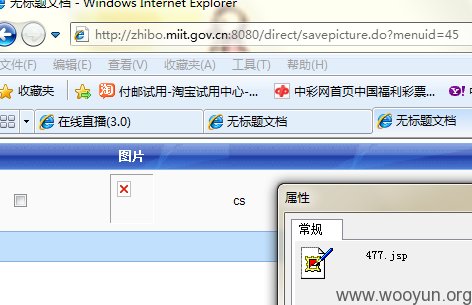 无标题文档 - Windows Internet Explorer
http://zhibo.miit.gov.cn:8080/direct/savepicture.do?menuid=45
文件(F) 编辑(E) 查看(V) 收藏夹(A) 工具(T) 帮助(H)
收藏夹 淘 付邮试用-淘宝试用中心-... 中彩网首页中国福利彩票... Y!
在线直播(3.0) 无标题文档 无标题文档
图片
cs
属性
常规
477.jsp
www.wooyun.org